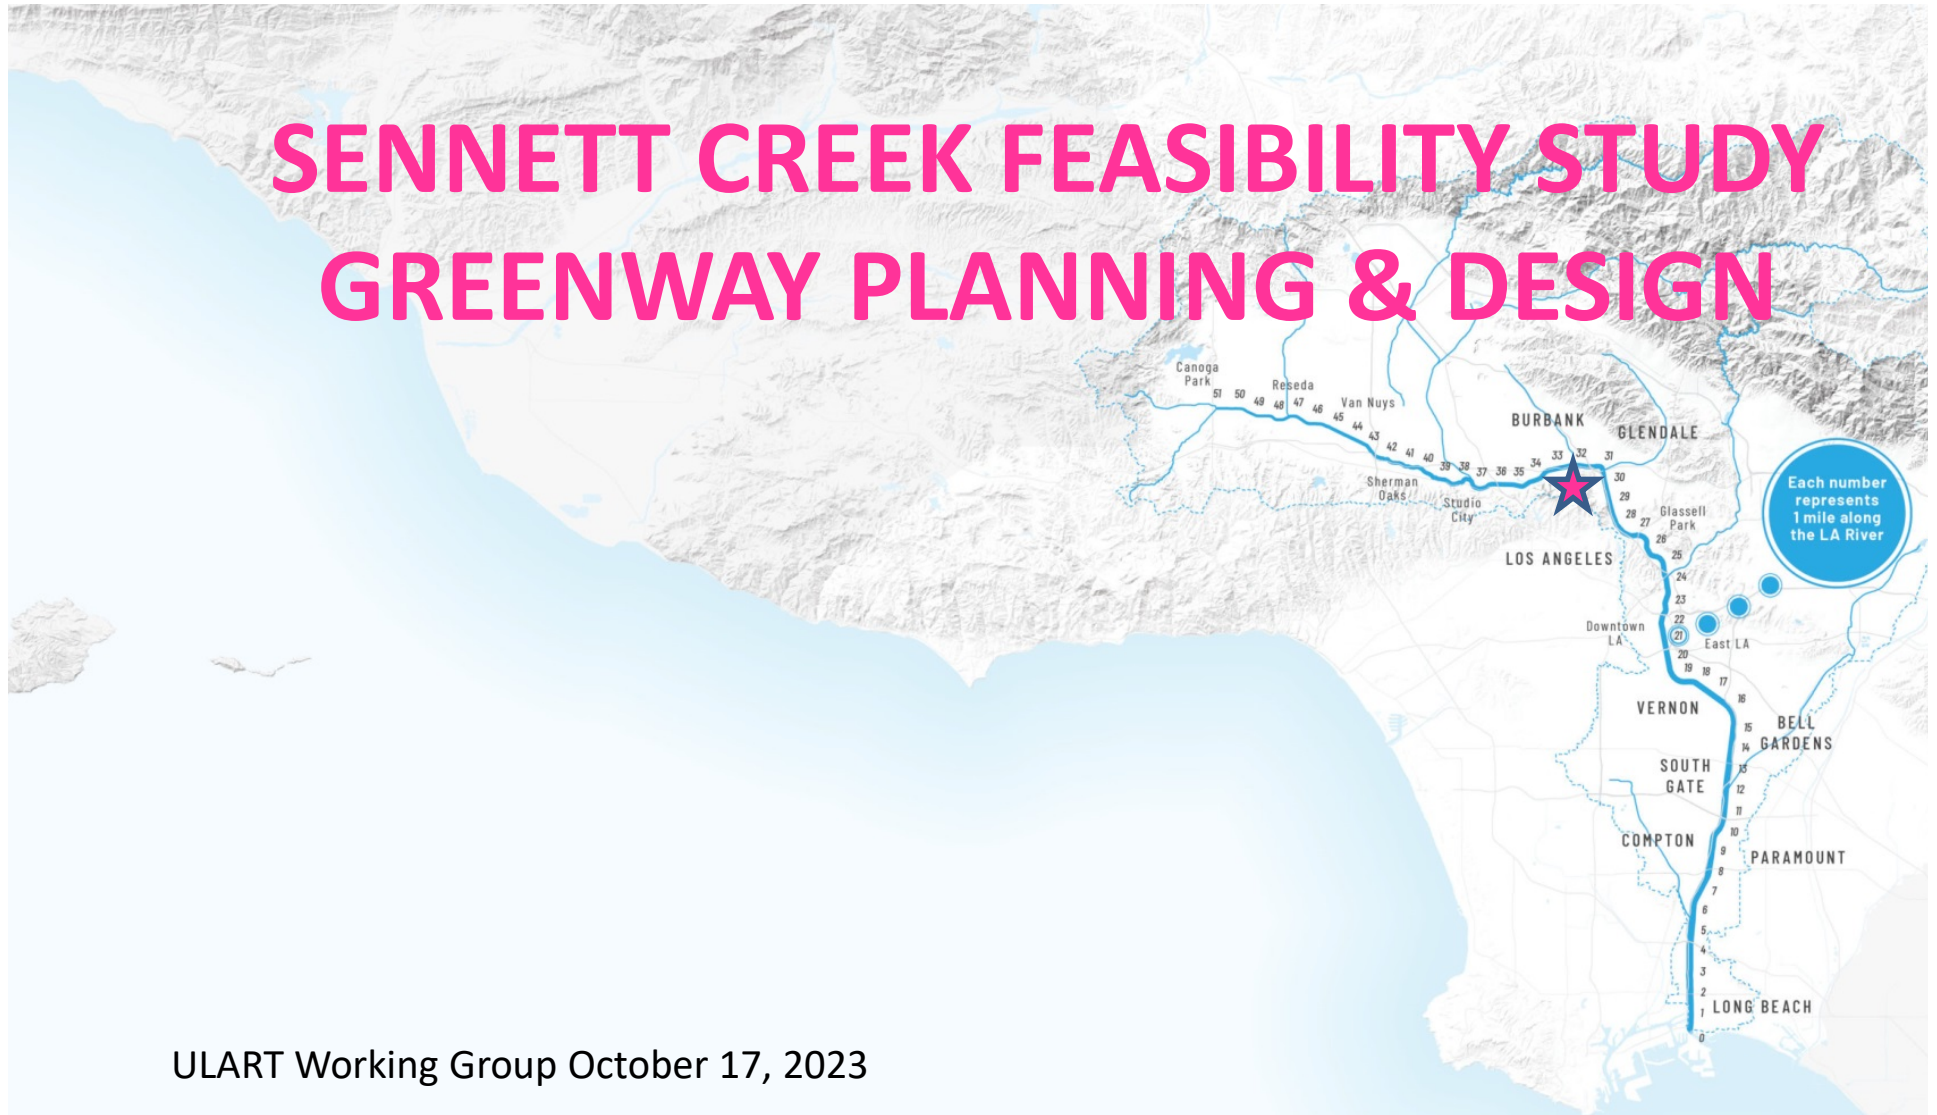 SENNETT CREEK FEASIBILITY STUDY
GREENWAY PLANNING & DESIGN
Canoga
Park
51
50
49
48
Reseda
47
46
45
Van Nuys
44
43
42
41
40
39
38
37
36
35
34
33
32
31
BURBANK
GLENDALE
Sherman
Oaks
Studio
City
30
29
28
27
Glassell
Park
26
25
LOS ANGELES
24
23
22
21
20
Downtown
LA
East LA
19
18
17
16
VERNON
15
14
BELL
GARDENS
13
12
SOUTH
GATE
11
10
9
8
COMPTON
PARAMOUNT
7
6
5
4
3
2
1
LONG BEACH
0
Each number
represents
1 mile along
the LA River
ULART Working Group October 17, 2023